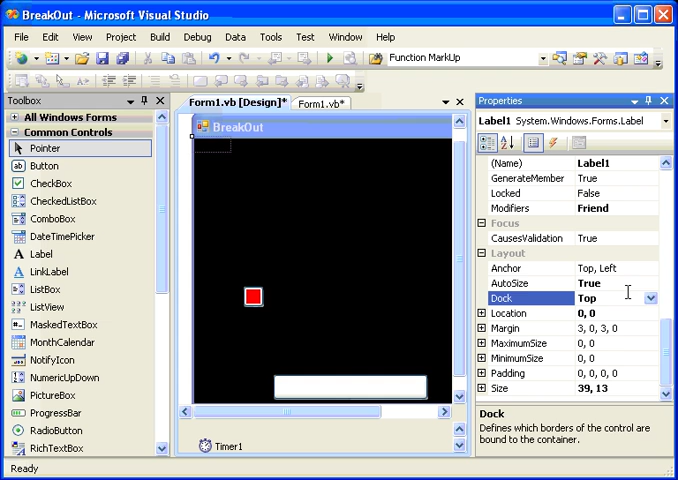 BreakOut - Microsoft Visual Studio
File Edit View Project Build Debug Data Tools Test Window Help
Function MarkUp
Toolbox
All Windows Forms
Common Controls
Pointer
Button
CheckBox
CheckedListBox
ComboBox
DateTimePicker
Label
LinkLabel
ListBox
ListView
MaskedTextBox
MonthCalendar
NotifyIcon
NumericUpDown
PictureBox
ProgressBar
RadioButton
RichTextBox
Form1.vb [Design]* Form1.vb*
BreakOut
Timer1
Properties
Label1 System.Windows.Forms.Label
(Name) Label1
GenerateMember True
Locked False
Modifiers Friend
Focus
CausesValidation True
Layout
Anchor Top, Left
AutoSize True
Dock Top
Location 0, 0
Margin 3, 0, 3, 0
MaximumSize 0, 0
MinimumSize 0, 0
Padding 0, 0, 0, 0
Size 39, 13
Dock
Defines which borders of the control are
bound to the container.
Ready